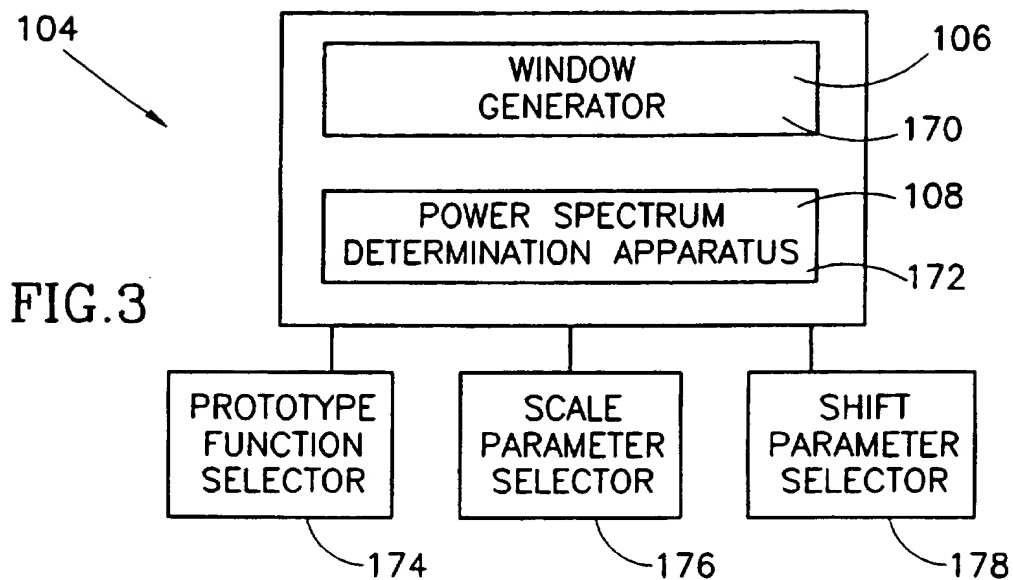 104
WINDOW
GENERATOR
106
170
POWER SPECTRUM
DETERMINATION APPARATUS
108
172
FIG.3
PROTOTYPE
FUNCTION
SELECTOR
SCALE
PARAMETER
SELECTOR
SHIFT
PARAMETER
SELECTOR
174
176
178